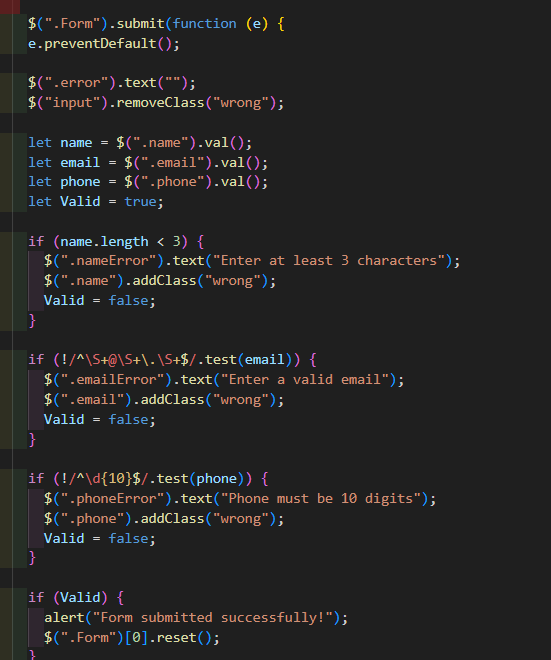 $(".Form").submit(function (e) {
e.preventDefault();
$(".error").text("");
$("input").removeClass("wrong");
let name = $(".name").val();
let email = $(".email").val();
let phone = $(".phone").val();
let Valid = true;
if (name.length < 3) {
$(".nameError").text("Enter at least 3 characters");
$(".name").addClass("wrong");
Valid = false;
}
if (!/^\S+@\S+\.\S+$/.test(email)) {
$(".emailError").text("Enter a valid email");
$(".email").addClass("wrong");
Valid = false;
}
if (!/^\d{10}$/.test(phone)) {
$(".phoneError").text("Phone must be 10 digits");
$(".phone").addClass("wrong");
Valid = false;
}
if (Valid) {
alert("Form submitted successfully!");
$(".Form")[0].reset();
}